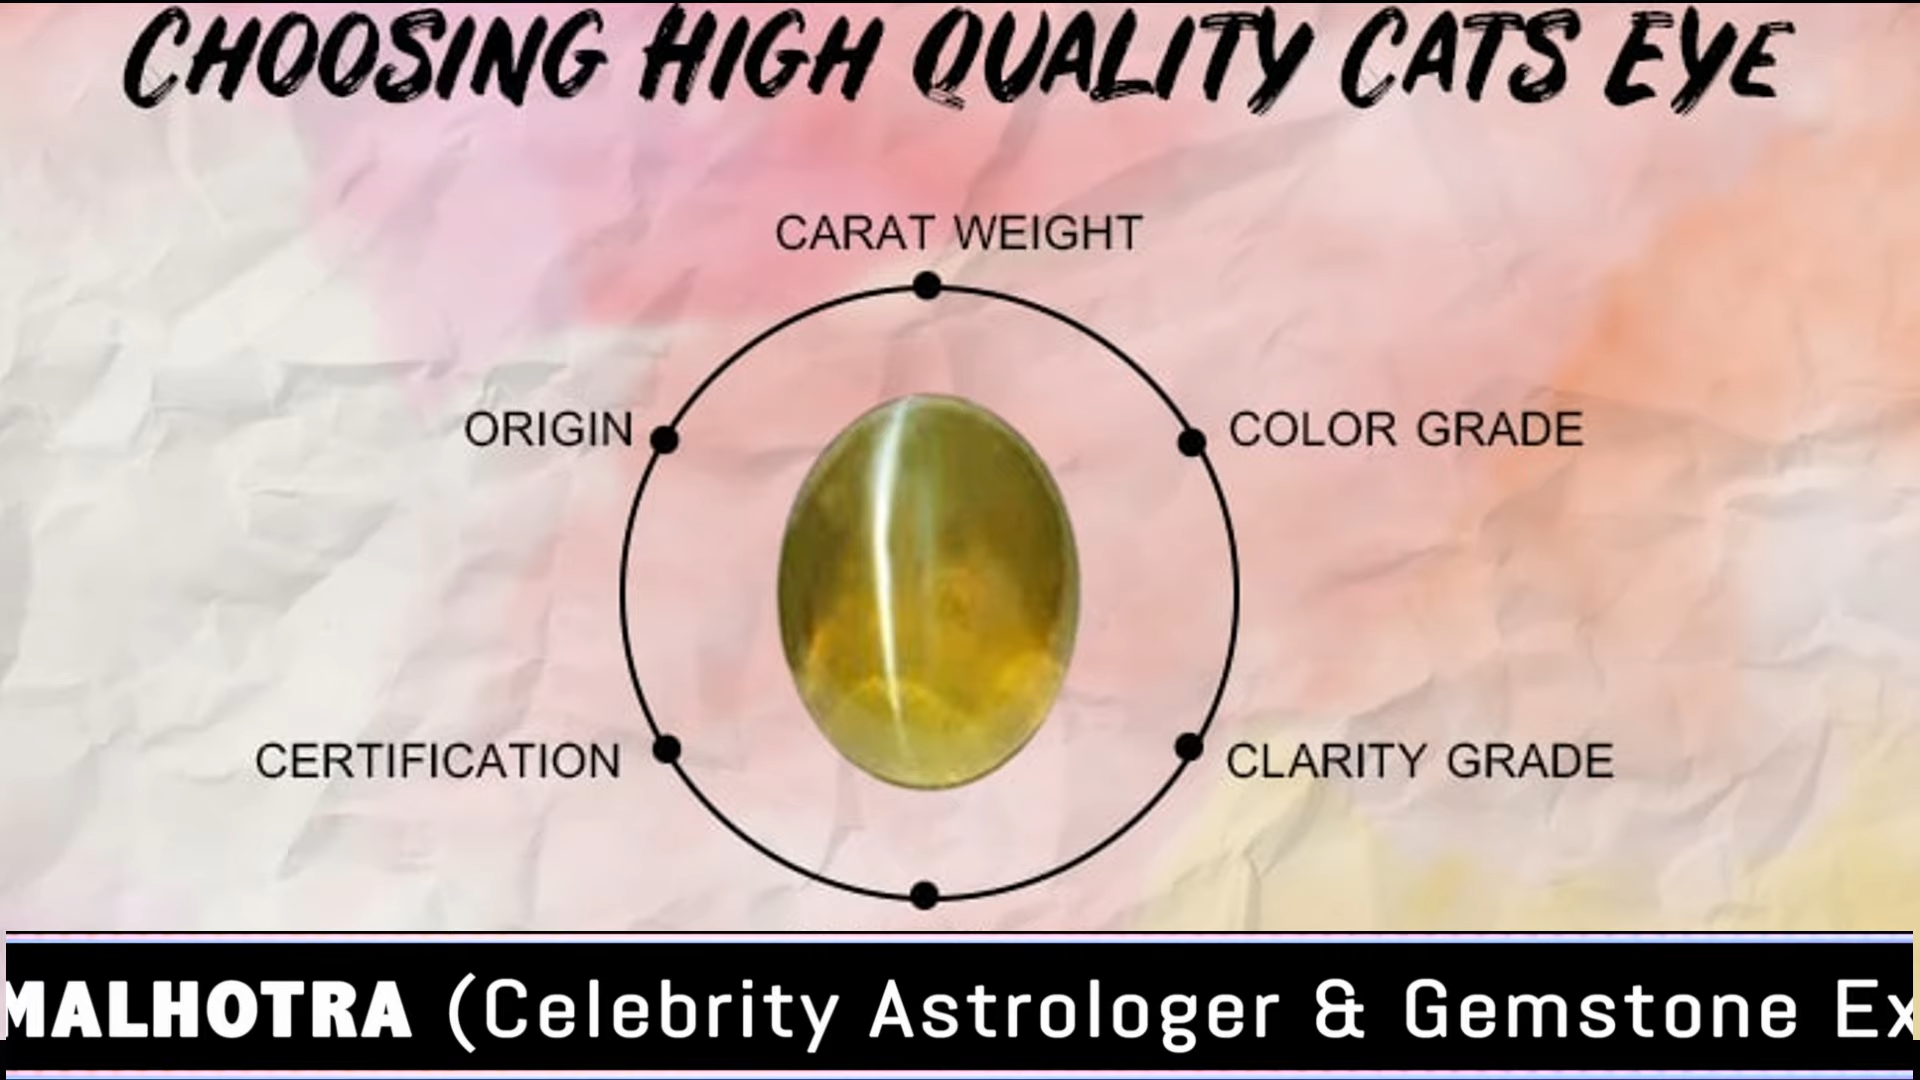 CHOOSING HIGH QUALITY CATS EYE
CARAT WEIGHT
ORIGIN
COLOR GRADE
CERTIFICATION
CLARITY GRADE
MALHOTRA (Celebrity Astrologer & Gemstone Ex